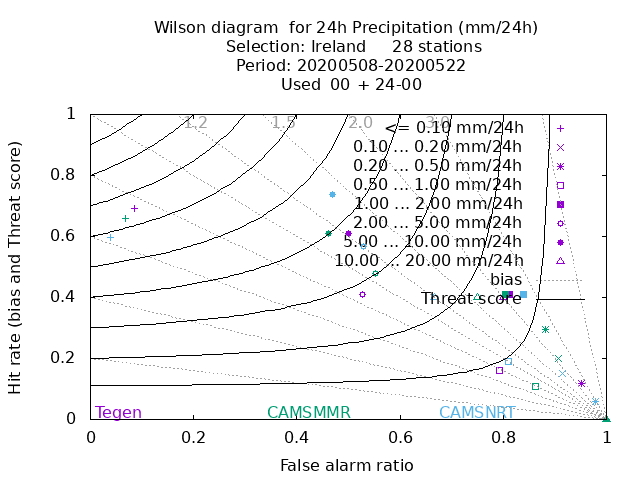 Wilson diagram  for 24h Precipitation (mm/24h)
Selection: Ireland     28 stations
Period: 20200508-20200522
Used  00 + 24-00
1.2 1.5 2.0 3.0
<= 0.10 mm/24h
0.10 ... 0.20 mm/24h
0.20 ... 0.50 mm/24h
0.50 ... 1.00 mm/24h
1.00 ... 2.00 mm/24h
2.00 ... 5.00 mm/24h
5.00 ... 10.00 mm/24h
10.00 ... 20.00 mm/24h
bias
Threat score
1
0.8
0.6
0.4
0.2
0
Hit rate (bias and Threat score)
Tegen CAMSMMR CAMSNRT
0 0.2 0.4 0.6 0.8 1
False alarm ratio